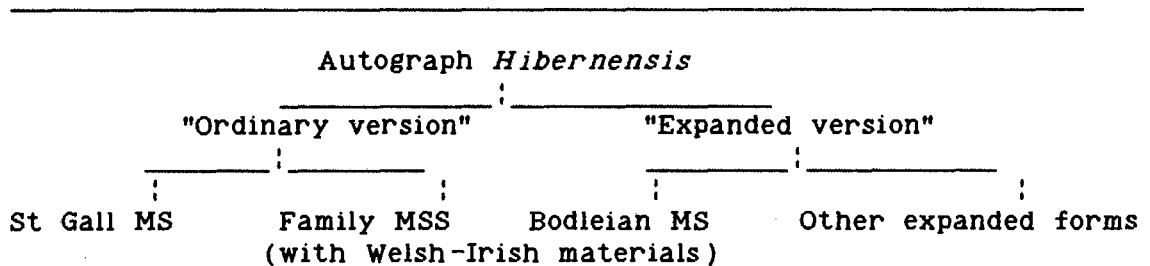 Autograph Hibernensis
"Ordinary version" "Expanded version"
St Gall MS Family MSS Bodleian MS Other expanded forms
(with Welsh-Irish materials)